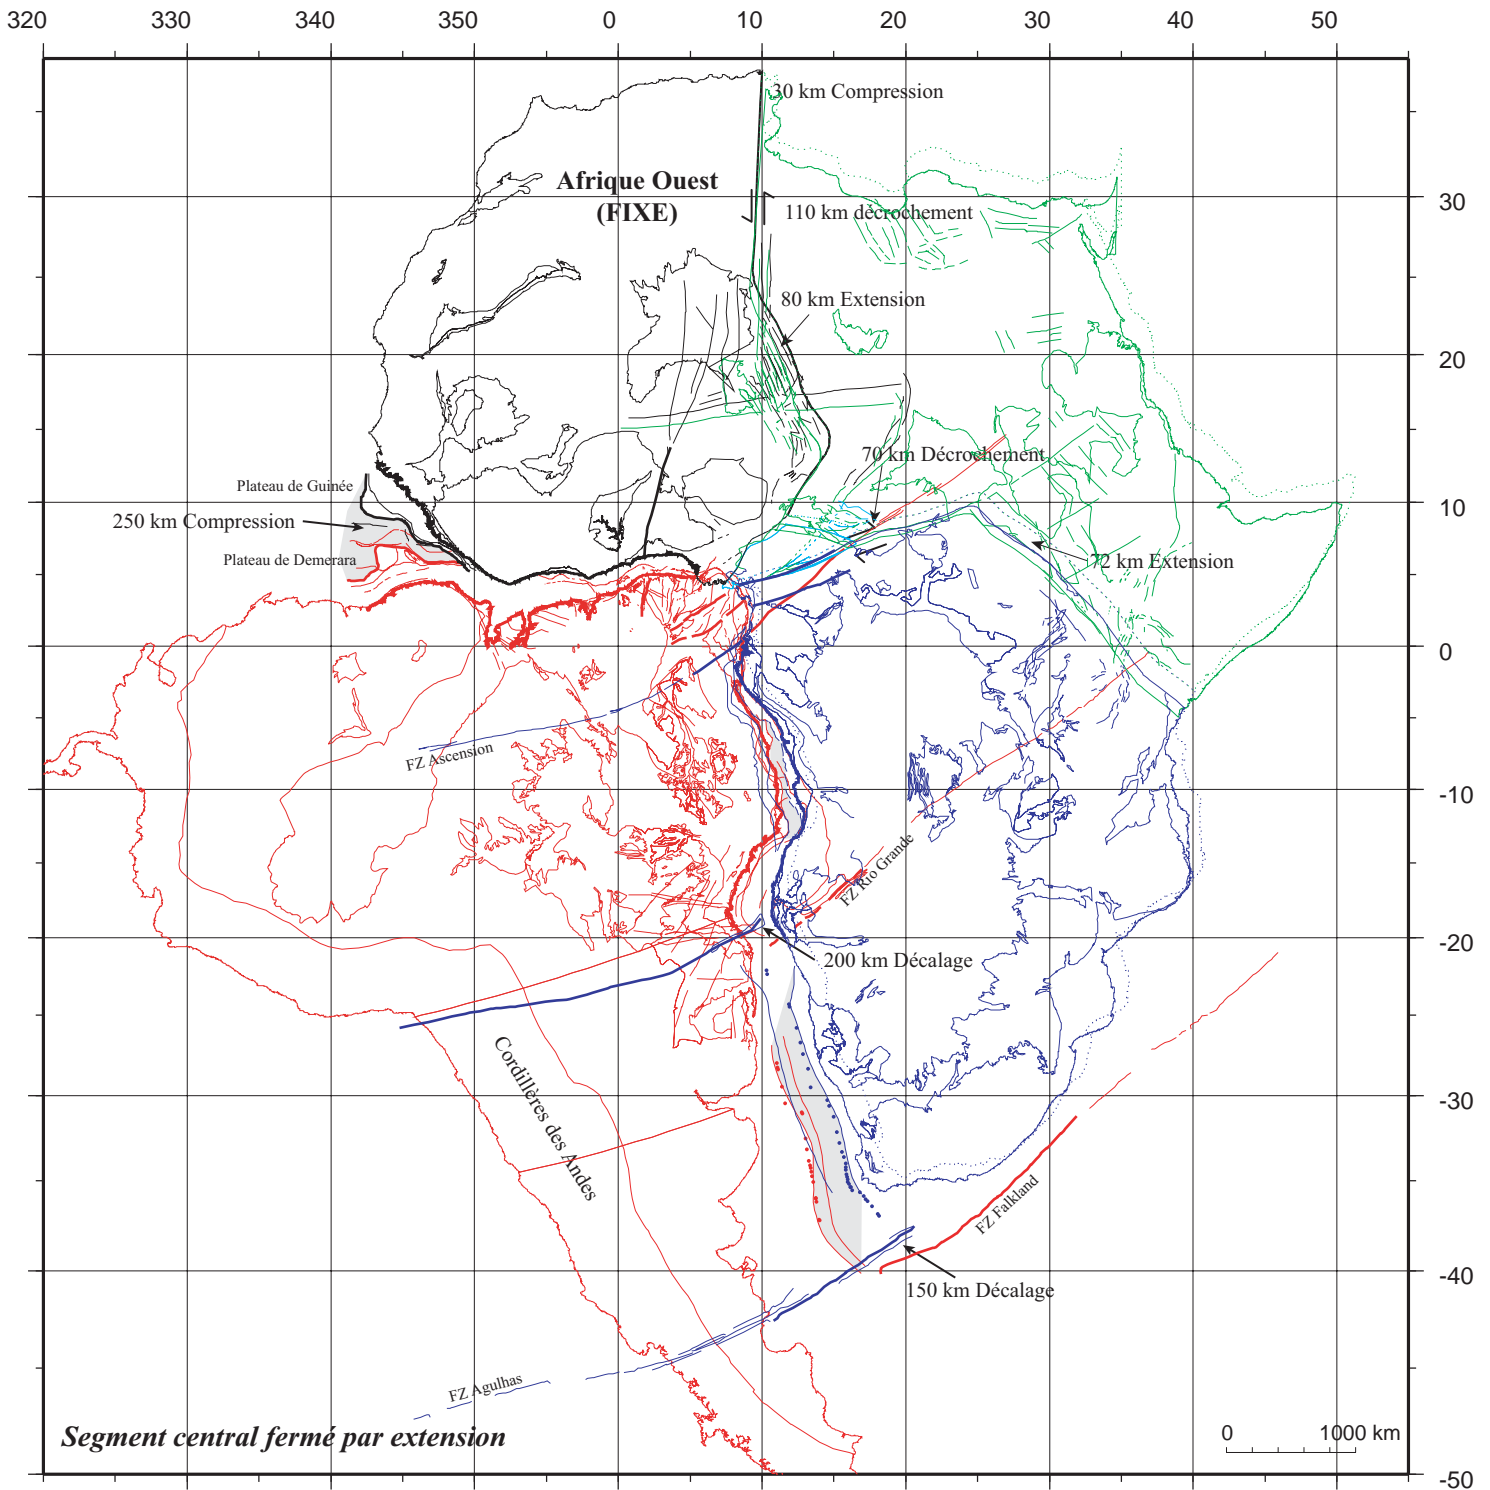 320 330 340 350 0 10 20 30 40 50
30 km Compression
Afrique Ouest
(FIXE)
30
110 km décrochement
80 km Extension
20
70 km Décrochement
Plateau de Guinée
10
250 km Compression
Plateau de Demerara
72 km Extension
0
FZ Ascension
-10
FZ Rio Grande
-20
200 km Décalage
Cordillères des Andes
-30
FZ Falkland
-40
150 km Décalage
FZ Agulhas
Segment central fermé par extension
0 1000 km
-50